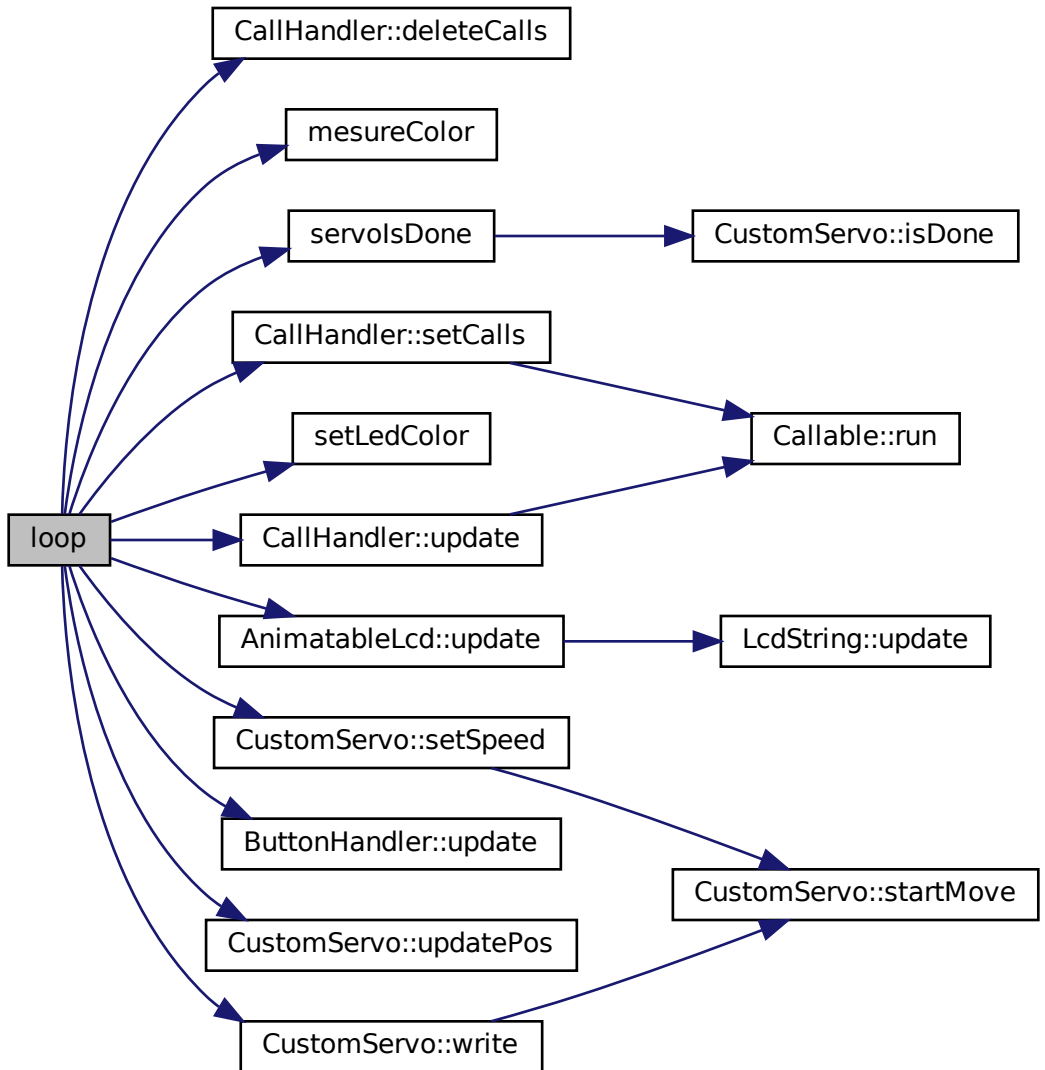 CallHandler::deleteCalls
mesureColor
servoIsDone
CustomServo::isDone
CallHandler::setCalls
setLedColor
Callable::run
loop
CallHandler::update
AnimatableLcd::update
LcdString::update
CustomServo::setSpeed
ButtonHandler::update
CustomServo::startMove
CustomServo::updatePos
CustomServo::write